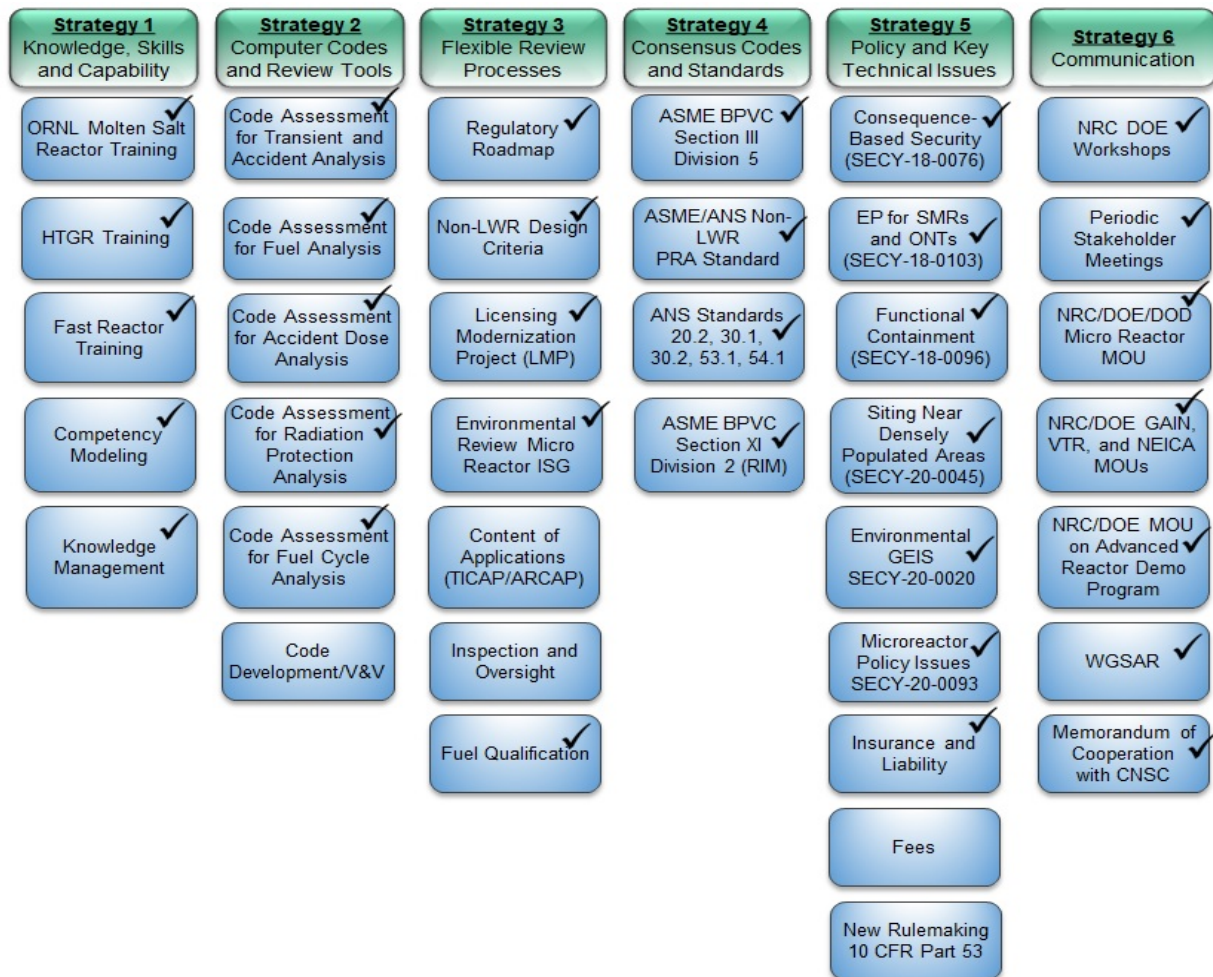 Strategy 1
Knowledge, Skills
and Capability
ORNL Molten Salt
Reactor Training
HTGR Training
Fast Reactor
Training
Competency
Modeling
Knowledge
Management
Strategy 2
Computer Codes
and Review Tools
Code Assessment
for Transient and
Accident Analysis
Code Assessment
for Fuel Analysis
Code Assessment
for Accident Dose
Analysis
Code Assessment
for Radiation
Protection
Analysis
Code Assessment
for Fuel Cycle
Analysis
Code
Development/V&V
Strategy 3
Flexible Review
Processes
Regulatory
Roadmap
Non-LWR Design
Criteria
Licensing
Modernization
Project (LMP)
Environmental
Review Micro
Reactor ISG
Content of
Applications
(TICAP/ARCAP)
Inspection and
Oversight
Fuel Qualification
Strategy 4
Consensus Codes
and Standards
ASME BPVC
Section III
Division 5
ASME/ANS Non-
LWR
PRA Standard
ANS Standards
20.2, 30.1,
30.2, 53.1, 54.1
ASME BPVC
Section XI
Division 2 (RIM)
Strategy 5
Policy and Key
Technical Issues
Consequence-
Based Security
(SECY-18-0076)
EP for SMRs
and ONTs
(SECY-18-0103)
Functional
Containment
(SECY-18-0096)
Siting Near
Densely
Populated Areas
(SECY-20-0045)
Environmental
GEIS
SECY-20-0020
Microreactor
Policy Issues
SECY-20-0093
Insurance and
Liability
Fees
New Rulemaking
10 CFR Part 53
Strategy 6
Communication
NRC DOE
Workshops
Periodic
Stakeholder
Meetings
NRC/DOE/DOD
Micro Reactor
MOU
NRC/DOE GAIN,
VTR, and NEICA
MOUs
NRC/DOE MOU
on Advanced
Reactor Demo
Program
WGSAR
Memorandum of
Cooperation
with CNSC